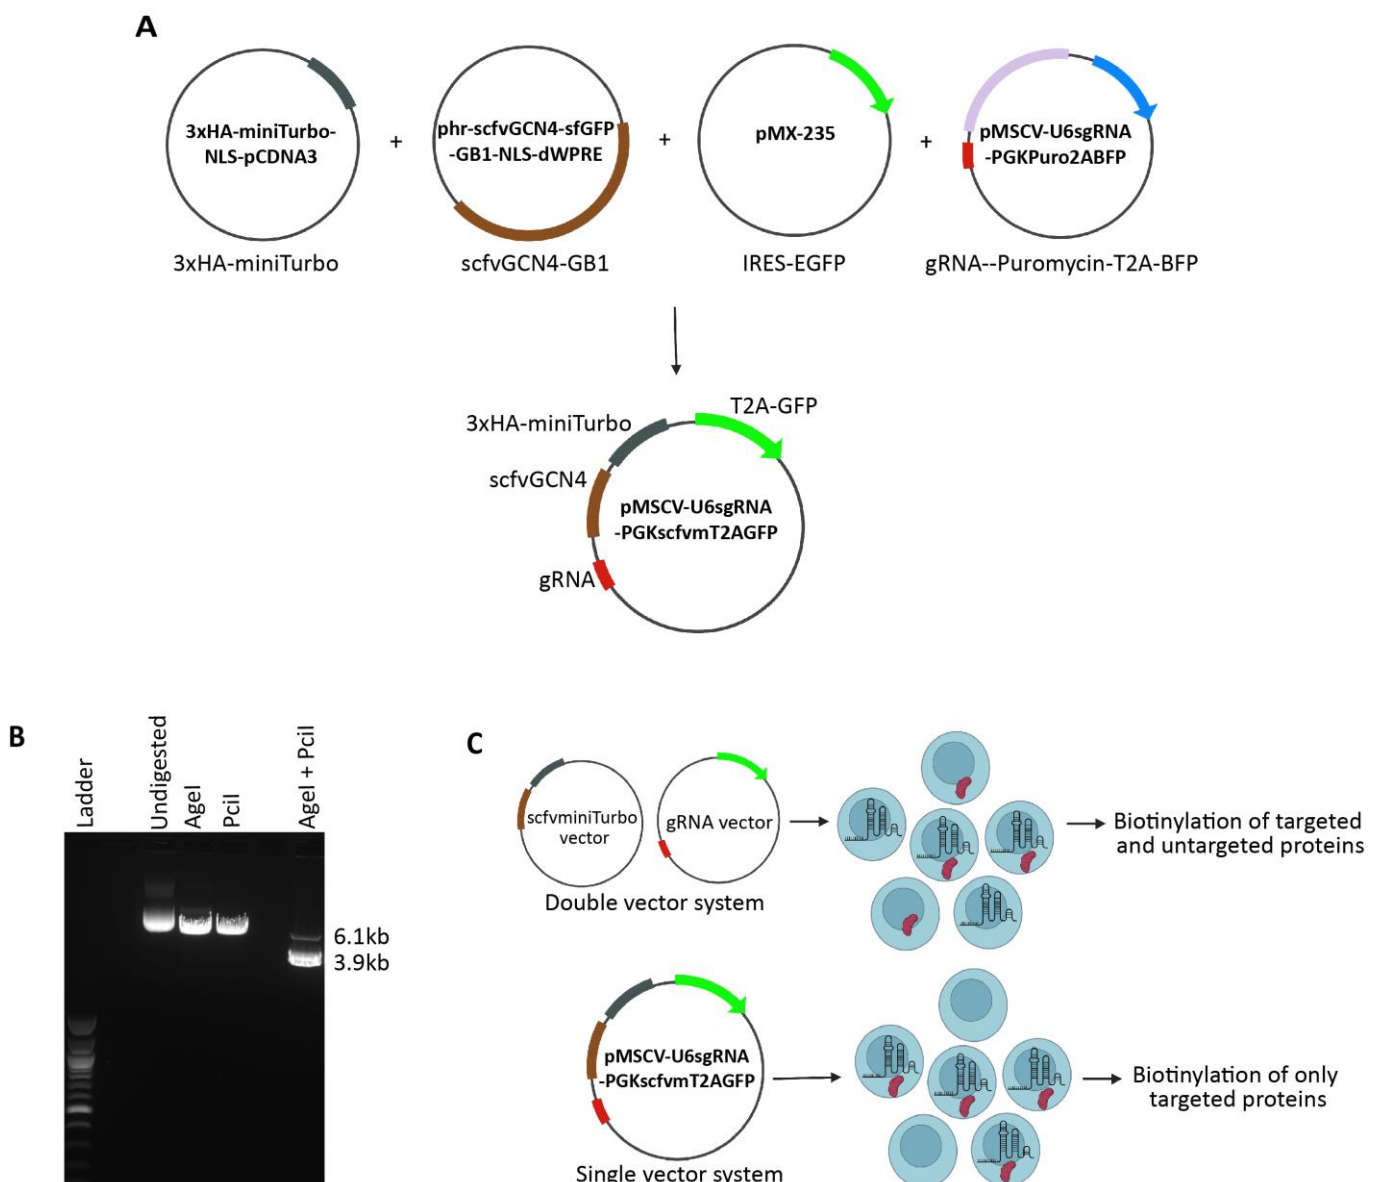 A
3xHA-miniTurbo-
NLS-pCDNA3
+
phr-scfvGCN4-sfGFP
-GB1-NLS-dWPRE
+
pMX-235
+
pMSCV-U6sgRNA
-PGKPuro2ABFP
3xHA-miniTurbo
scfvGCN4-GB1
IRES-EGFP
gRNA--Puromycin-T2A-BFP
T2A-GFP
3xHA-miniTurbo
scfvGCN4
pMSCV-U6sgRNA
-PGKscfvmT2AGFP
gRNA
B
Ladder
Undigested
AgeI
PciI
AgeI + PciI
6.1kb
3.9kb
C
scfvminiTurbo
vector
gRNA vector
Double vector system
Biotinylation of targeted
and untargeted proteins
pMSCV-U6sgRNA
-PGKscfvmT2AGFP
Single vector system
Biotinylation of only
targeted proteins